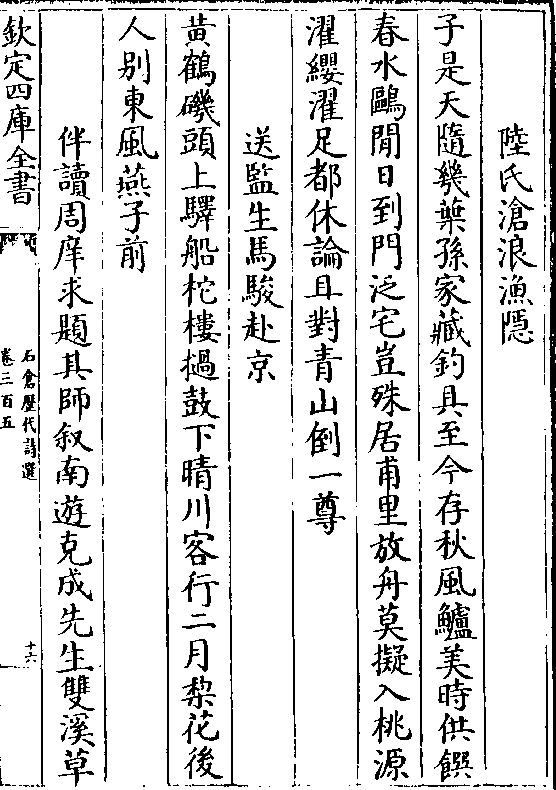 陸氏滄浪漁隱
子是天隨幾葉孫家藏釣具至今存秋風鱸美時供饌
春水鷗閒日到門泛宅豈殊居甫里放舟莫擬入桃源
濯纓濯足都休論且對青山倒一尊
送監生馬駿赴京
黃鶴磯頭上驛船柁樓撾鼓下晴川客行二月梨花後
人別東風燕子前
伴讀周庠求題其師叙南遊克成先生雙溪草
欽定四庫全書
石倉歷代詩選
卷三百五
十六